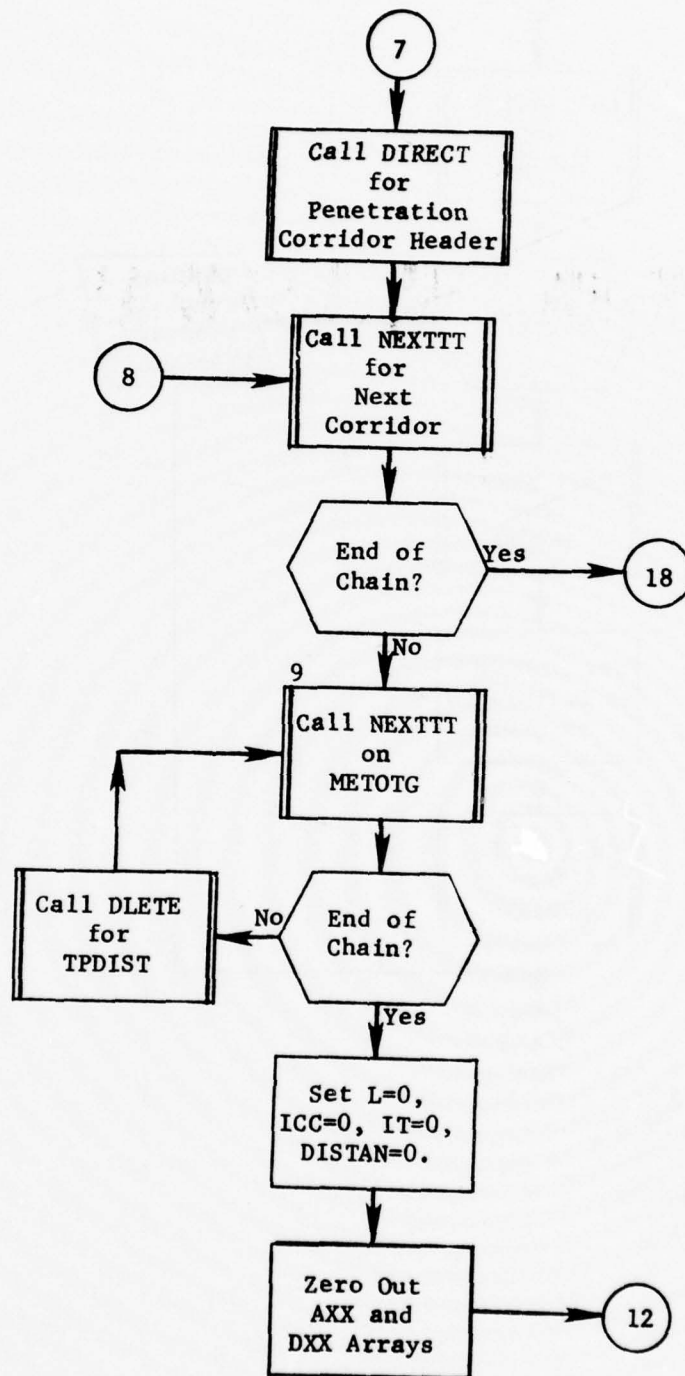 7
Call DIRECT
for
Penetration
Corridor Header
Call NEXTTT
for
Next
Corridor
8
End of
Chain?
Yes
18
No
9
Call NEXTTT
on
METOTG
Call DLETE
for
TPDIST
No
End of
Chain?
Yes
Set L=0,
ICC=0, IT=0,
DISTAN=0.
Zero Out
AXX and
DXX Arrays
12